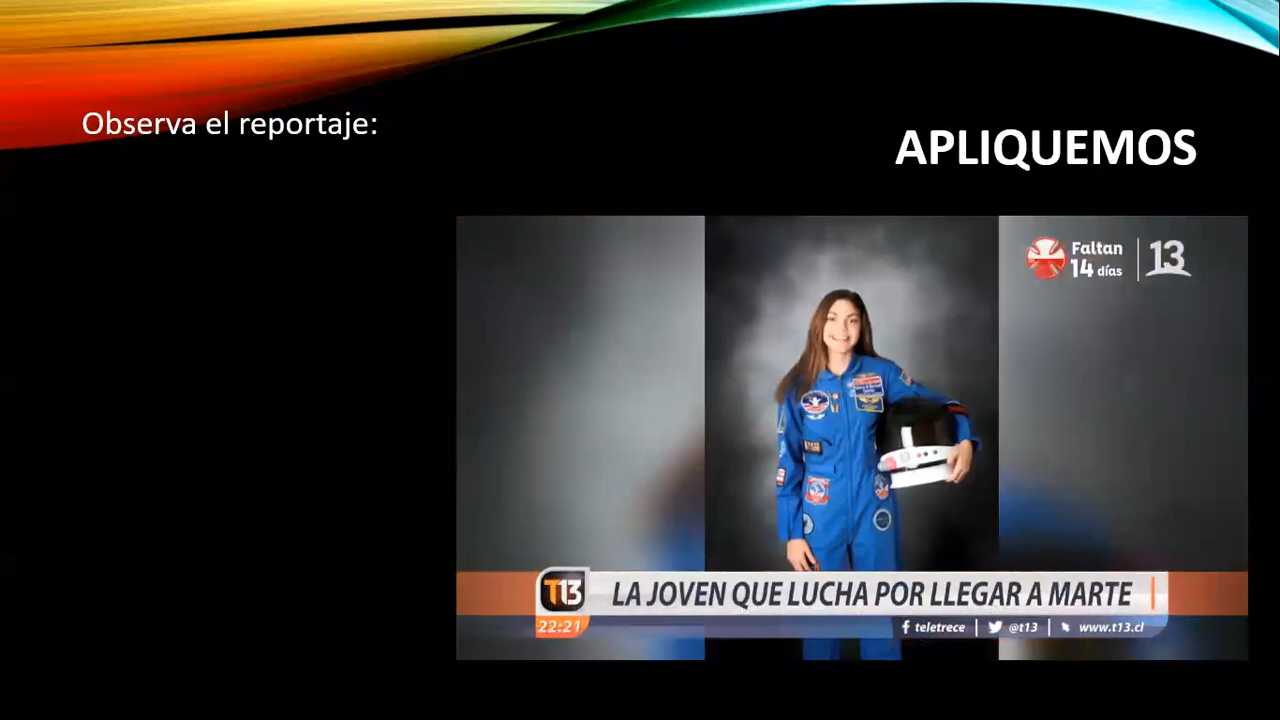 Observa el reportaje:
APLIQUEMOS
Faltan
14 días
13
T13
LA JOVEN QUE LUCHA POR LLEGAR A MARTE
22:21
teletrece
@t13
www.t13.cl